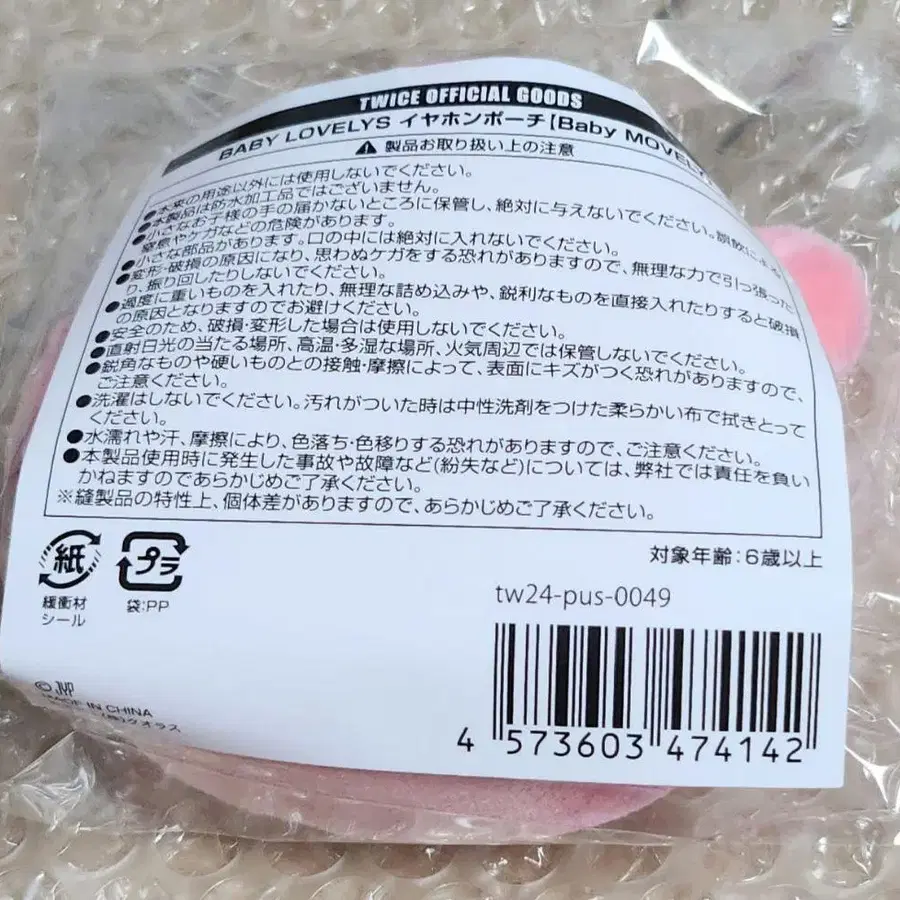 TWICE OFFICIAL GOODS
BABY LOVELYS イヤホンポーチ【Baby MOVELY
製品お取り扱い上の注意
●本来の用途以外には使用しないでください。
●本製品は防水加工品ではございません。
●小さなお子様の手の届かないところに保管し、絶対に与えないでください。誤飲による
窒息やケガなどの危険があります。
●小さな部品があります。口の中には絶対に入れないでください。
●変形・破損の原因になり、思わぬケガをする恐れがありますので、無理な力で引っ張った
り、振り回したりしないでください。
●過度に重いものを入れたり、無理な詰め込みや、鋭利なものを直接入れたりすると破損
の原因となりますのでお避けください。
●安全のため、破損・変形した場合は使用しないでください。
●直射日光の当たる場所、高温・多湿な場所、火気周辺では保管しないでください。
●鋭角なものや硬いものとの接触・摩擦によって、表面にキズがつく恐れがありますので、
ご注意ください。
●洗濯はしないでください。汚れがついた時は中性洗剤をつけた柔らかい布で拭きとって
ください。
●水濡れや汗、摩擦により、色落ち・色移りする恐れがありますので、ご注意ください。
●本製品使用時に発生した事故や故障など(紛失など)については、弊社では責任を負い
かねますのであらかじめご了承ください。
※縫製品の特性上、個体差がありますので、あらかじめご了承ください。
対象年齢:6歳以上
紙
緩衝材
シール
プラ
袋:PP
tw24-pus-0049
4 573603 474142
© JYP
MADE IN CHINA
(株)クオラス